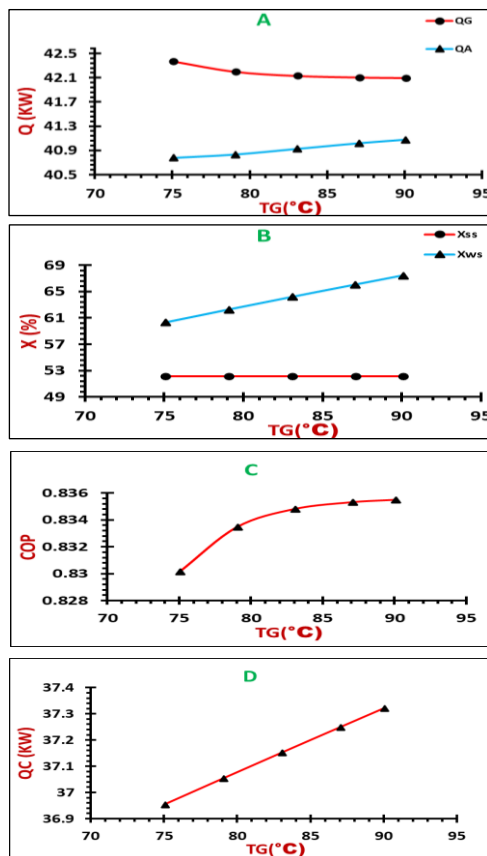 A
QG
QA
Q (KW)
42.5
42.1
41.7
41.3
40.9
40.5
70 75 80 85 90 95
TG(°C)
B
Xss
Xws
X (%)
69
65
61
57
53
49
70 75 80 85 90 95
TG(°C)
C
COP
0.836
0.834
0.832
0.83
0.828
70 75 80 85 90 95
TG(°C)
D
QC (KW)
37.4
37.3
37.2
37.1
37
36.9
70 75 80 85 90 95
TG(°C)